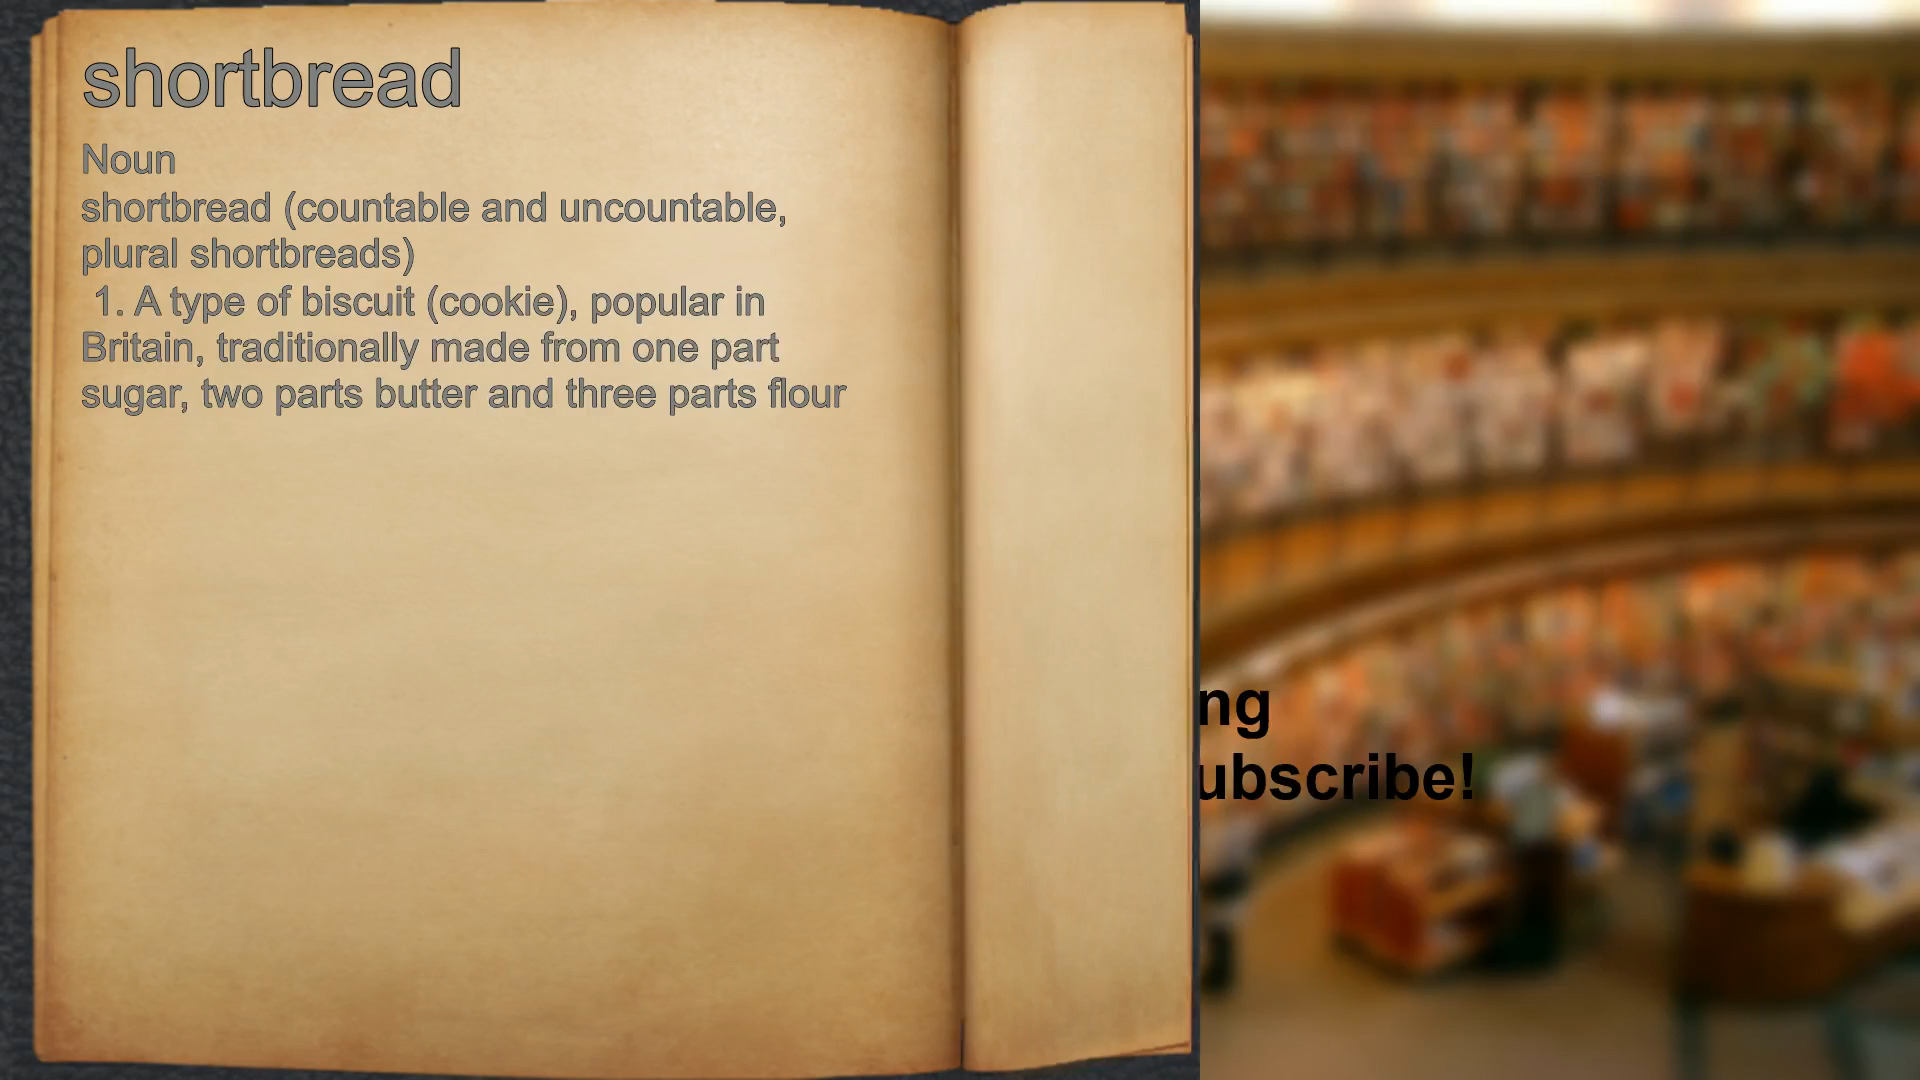 shortbread
Noun
shortbread (countable and uncountable,
plural shortbreads)
1. A type of biscuit (cookie), popular in
Britain, traditionally made from one part
sugar, two parts butter and three parts flour
ng
ubscribe!